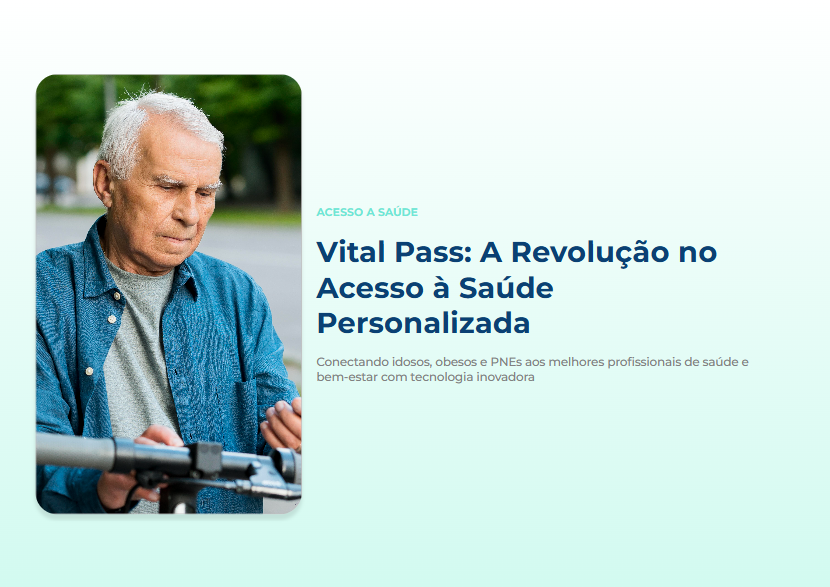 ACESSO A SAÚDE
Vital Pass: A Revolução no
Acesso à Saúde
Personalizada
Conectando idosos, obesos e PNEs aos melhores profissionais de saúde e
bem-estar com tecnologia inovadora